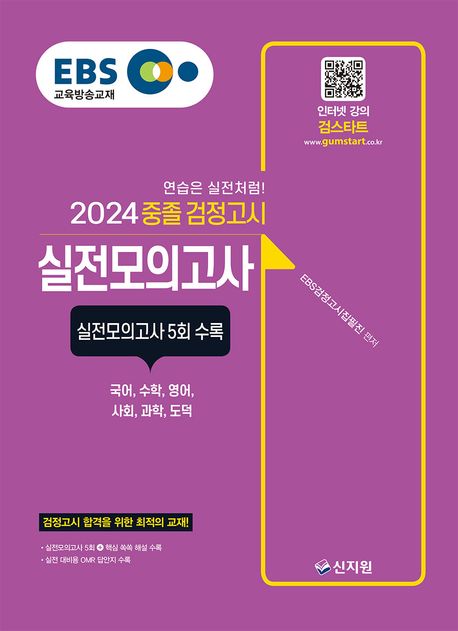 EBS
교육방송교재
인터넷 강의
검스타트
www.gumstart.co.kr
연습은 실전처럼!
2024 중졸 검정고시
실전모의고사
EBS검정고시집필진 편저
실전모의고사 5회 수록
국어, 수학, 영어,
사회, 과학, 도덕
검정고시 합격을 위한 최적의 교재!
• 실전모의고사 5회 ➜ 핵심 쏙쏙 해설 수록
• 실전 대비용 OMR 답안지 수록
신지원